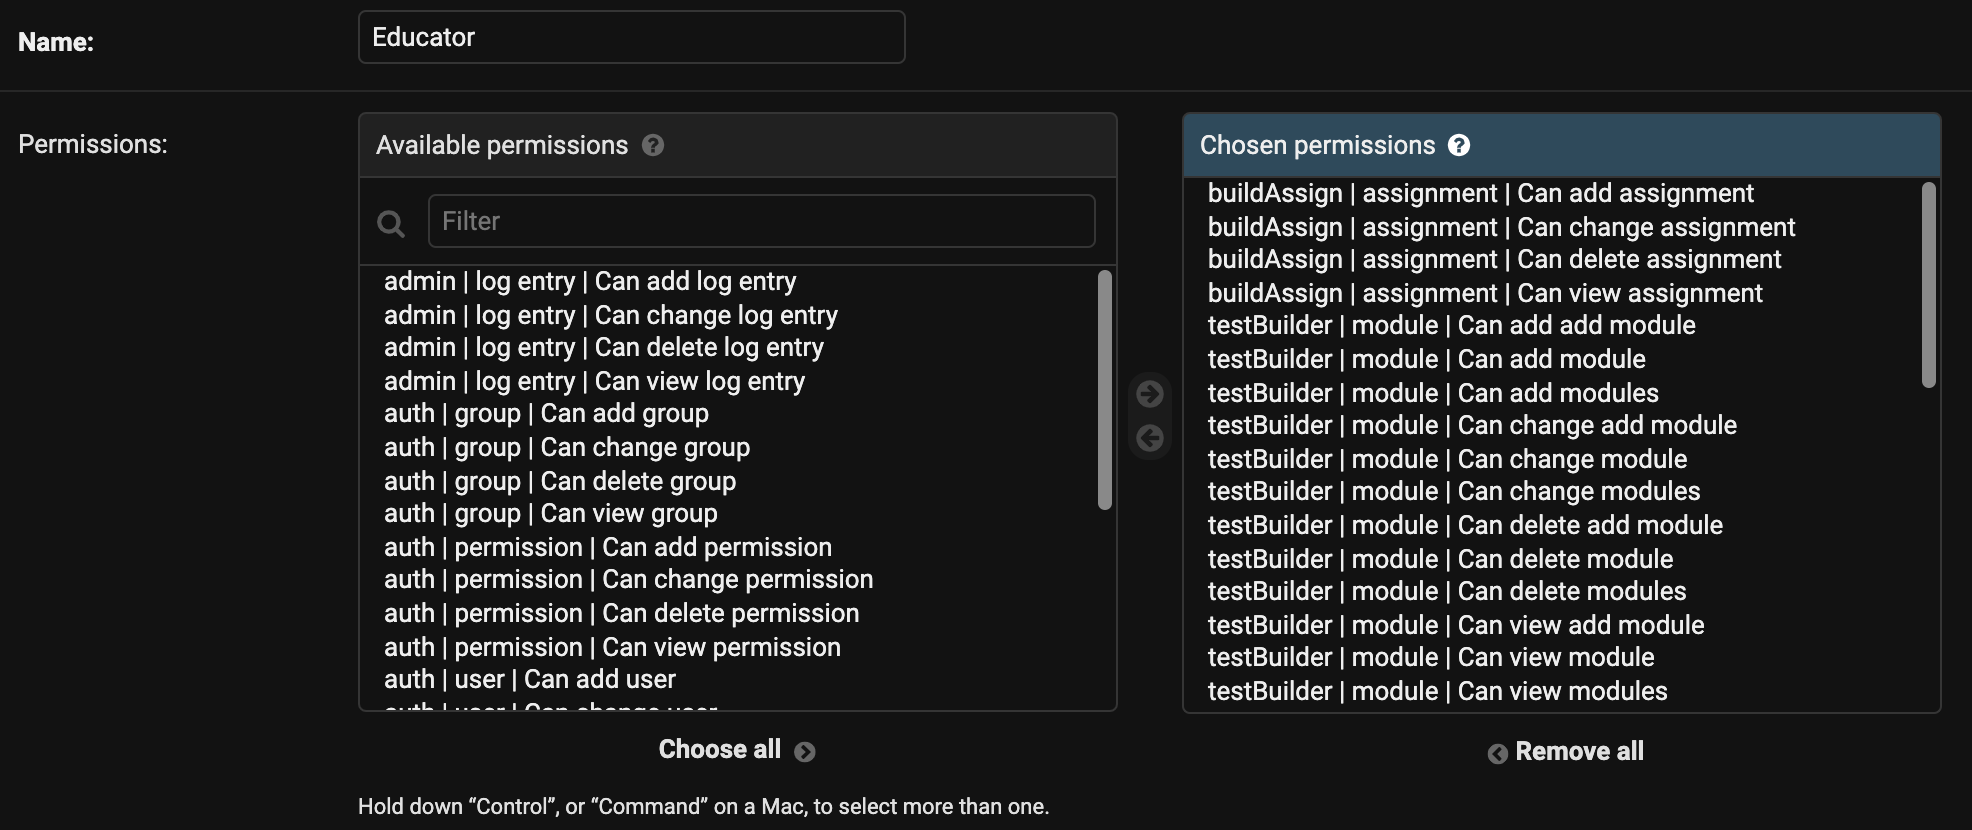 Name:
Educator
Permissions:
Available permissions ?
Filter
admin | log entry | Can add log entry
admin | log entry | Can change log entry
admin | log entry | Can delete log entry
admin | log entry | Can view log entry
auth | group | Can add group
auth | group | Can change group
auth | group | Can delete group
auth | group | Can view group
auth | permission | Can add permission
auth | permission | Can change permission
auth | permission | Can delete permission
auth | permission | Can view permission
auth | user | Can add user
auth | user | Can change user
Choose all
Hold down “Control”, or “Command” on a Mac, to select more than one.
Chosen permissions ?
buildAssign | assignment | Can add assignment
buildAssign | assignment | Can change assignment
buildAssign | assignment | Can delete assignment
buildAssign | assignment | Can view assignment
testBuilder | module | Can add add module
testBuilder | module | Can add module
testBuilder | module | Can add modules
testBuilder | module | Can change add module
testBuilder | module | Can change module
testBuilder | module | Can change modules
testBuilder | module | Can delete add module
testBuilder | module | Can delete module
testBuilder | module | Can delete modules
testBuilder | module | Can view add module
testBuilder | module | Can view module
testBuilder | module | Can view modules
Remove all